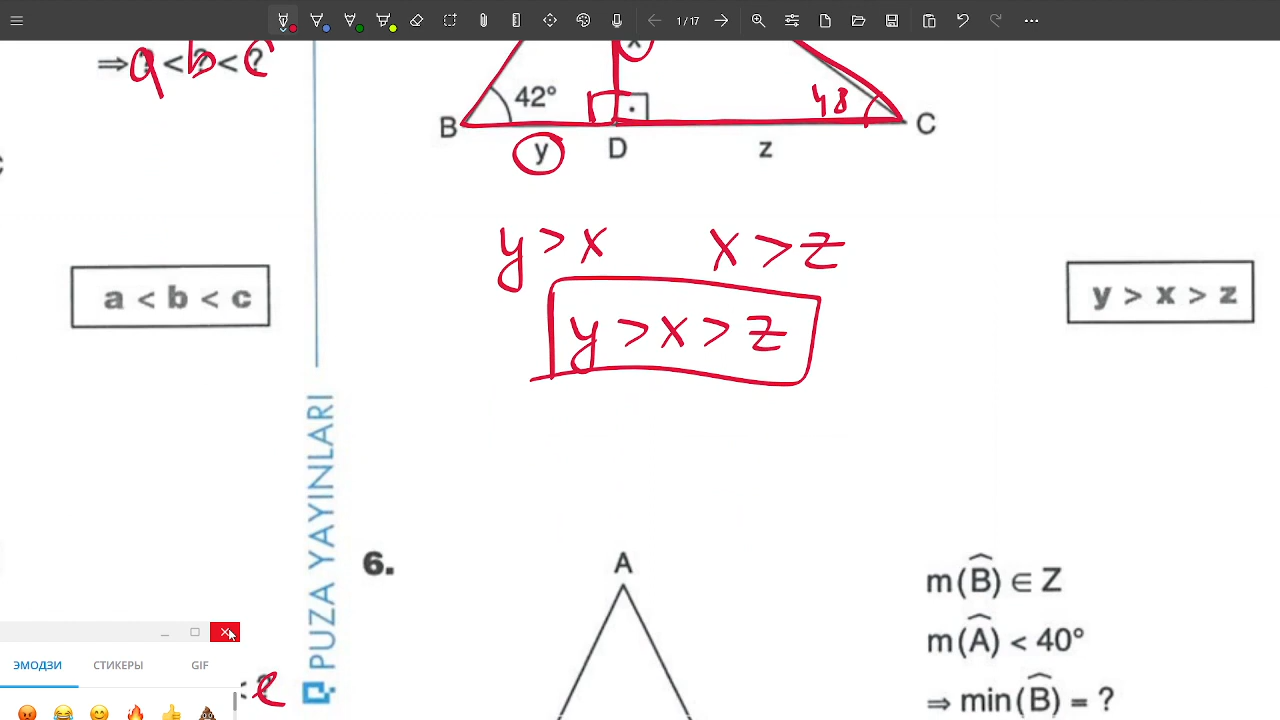 1/17
⇒ a < b < c
42°
x
48
B
y
D
z
C
y > x
x > z
y > x > z
a < b < c
y > x > z
PUZA YAYINLARI
6.
A
m(B̂) ∈ Z
m(Â) < 40°
⇒ min(B̂) = ?
< e
ЭМОДЗИ
СТИКЕРЫ
GIF